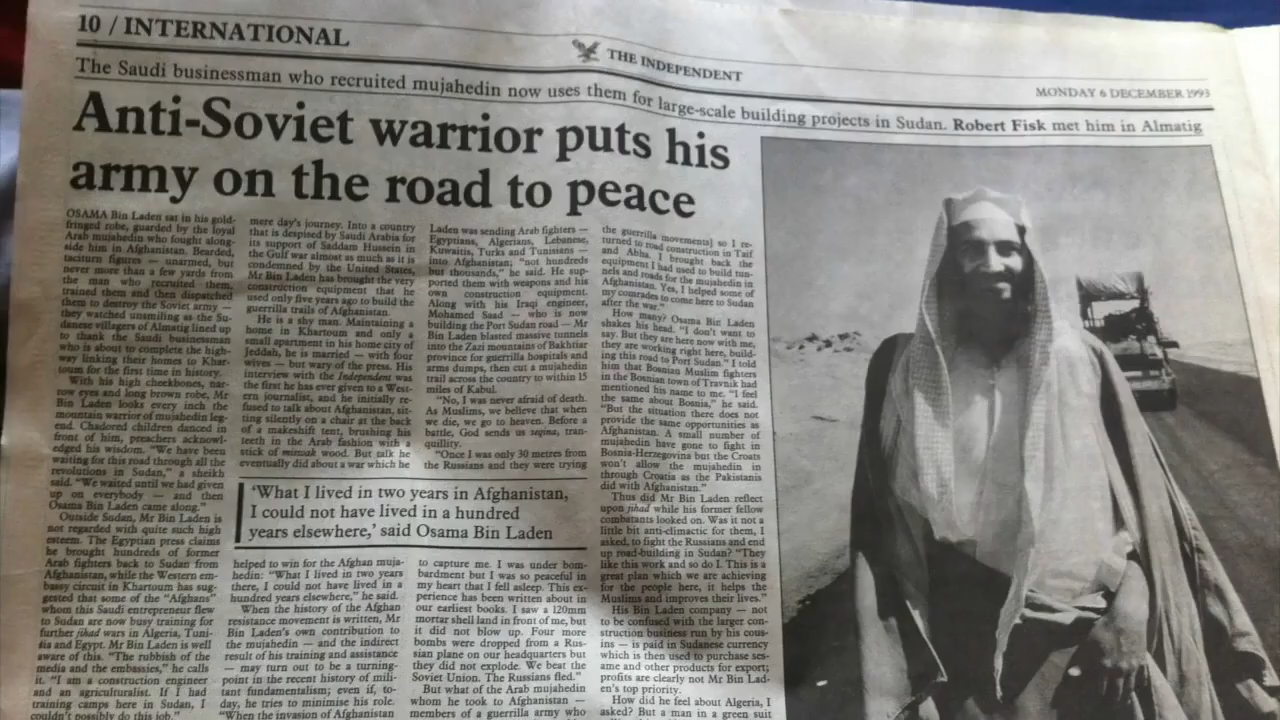 10 / INTERNATIONAL
THE INDEPENDENT
MONDAY 6 DECEMBER 1993
The Saudi businessman who recruited mujahedin now uses them for large-scale building projects in Sudan. Robert Fisk met him in Almatig
Anti-Soviet warrior puts his
army on the road to peace
OSAMA Bin Laden sat in his gold-
fringed robe, guarded by the loyal
Arab mujahedin who fought along-
side him in Afghanistan. Bearded,
taciturn figures — unarmed, but
never more than a few yards from
the man who recruited them,
trained them and then dispatched
them to destroy the Soviet army —
they watched unsmiling as the Su-
danese villagers of Almatig lined up
to thank the Saudi businessman
who is about to complete the high-
way linking their homes to Khar-
toum for the first time in history.
With his high cheekbones, nar-
row eyes and long brown robe, Mr
Bin Laden looks every inch the
mountain warrior of mujahedin leg-
end. Chadored children danced in
front of him, preachers acknowl-
edged his wisdom. "We have been
waiting for this road through all the
revolutions in Sudan," a sheikh
said. "We waited until we had given
up on everybody — and then
Osama Bin Laden came along."
Outside Sudan, Mr Bin Laden is
not regarded with quite such high
esteem. The Egyptian press claims
he brought hundreds of former
Arab fighters back to Sudan from
Afghanistan, while the Western em-
bassy circuit in Khartoum has sug-
gested that some of the "Afghans"
whom this Saudi entrepreneur flew
to Sudan are now busy training for
further jihad wars in Algeria, Tuni-
sia and Egypt. Mr Bin Laden is well
aware of this. "The rubbish of the
media and the embassies," he calls
it. "I am a construction engineer
and an agriculturalist. If I had
training camps here in Sudan, I
couldn't possibly do this job."
mere day's journey. Into a country
that is despised by Saudi Arabia for
its support of Saddam Hussein in
the Gulf war almost as much as it is
condemned by the United States,
Mr Bin Laden has brought the very
construction equipment that he
used only five years ago to build the
guerrilla trails of Afghanistan.
He is a shy man. Maintaining a
home in Khartoum and only a
small apartment in his home city of
Jeddah, he is married — with four
wives — but wary of the press. His
interview with the Independent was
the first he has ever given to a West-
ern journalist, and he initially re-
fused to talk about Afghanistan, sit-
ting silently on a chair at the back
of a makeshift tent, brushing his
teeth in the Arab fashion with a
stick of miswak wood. But talk he
eventually did about a war which he
helped to win for the Afghan muja-
hedin: "What I lived in two years
there, I could not have lived in a
hundred years elsewhere," he said.
When the history of the Afghan
resistance movement is written, Mr
Bin Laden's own contribution to
the mujahedin — and the indirect
result of his training and assistance
— may turn out to be a turning-
point in the recent history of mili-
tant fundamentalism; even if, to-
day, he tries to minimise his role.
"When the invasion of Afghanistan
Laden was sending Arab fighters —
Egyptians, Algerians, Lebanese,
Kuwaitis, Turks and Tunisians —
into Afghanistan; "not hundreds
but thousands," he said. He sup-
ported them with weapons and his
own construction equipment.
Along with his Iraqi engineer,
Mohamed Saad — who is now
building the Port Sudan road — Mr
Bin Laden blasted massive tunnels
into the Zazi mountains of Bakhtiar
province for guerrilla hospitals and
arms dumps, then cut a mujahedin
trail across the country to within 15
miles of Kabul.
"No, I was never afraid of death.
As Muslims, we believe that when
we die, we go to heaven. Before a
battle, God sends us seqina, tran-
quillity.
"Once I was only 30 metres from
the Russians and they were trying
'What I lived in two years in Afghanistan,
I could not have lived in a hundred
years elsewhere,' said Osama Bin Laden
to capture me. I was under bom-
bardment but I was so peaceful in
my heart that I fell asleep. This ex-
perience has been written about in
our earliest books. I saw a 120mm
mortar shell land in front of me, but
it did not blow up. Four more
bombs were dropped from a Rus-
sian plane on our headquarters but
they did not explode. We beat the
Soviet Union. The Russians fled."
But what of the Arab mujahedin
whom he took to Afghanistan —
members of a guerrilla army who
the guerrilla movements] so I re-
turned to road construction in Taif
and Abha. I brought back the
equipment I had used to build tun-
nels and roads for the mujahedin in
Afghanistan. Yes, I helped some of
my comrades to come here to Sudan
after the war."
How many? Osama Bin Laden
shakes his head. "I don't want to
say. But they are here now with me,
they are working right here, build-
ing this road to Port Sudan." I told
him that Bosnian Muslim fighters
in the Bosnian town of Travnik had
mentioned his name to me. "I feel
the same about Bosnia," he said.
"But the situation there does not
provide the same opportunities as
Afghanistan. A small number of
mujahedin have gone to fight in
Bosnia-Herzegovina but the Croats
won't allow the mujahedin in
through Croatia as the Pakistanis
did with Afghanistan."
Thus did Mr Bin Laden reflect
upon jihad while his former fellow
combatants looked on. Was it not a
little bit anti-climactic for them, I
asked, to fight the Russians and end
up road-building in Sudan? "They
like this work and so do I. This is a
great plan which we are achieving
for the people here, it helps the
Muslims and improves their lives."
His Bin Laden company — not
to be confused with the larger con-
struction business run by his cous-
ins — is paid in Sudanese currency
which is then used to purchase ses-
ame and other products for export;
profits are clearly not Mr Bin Lad-
en's top priority.
How did he feel about Algeria, I
asked? But a man in a green suit